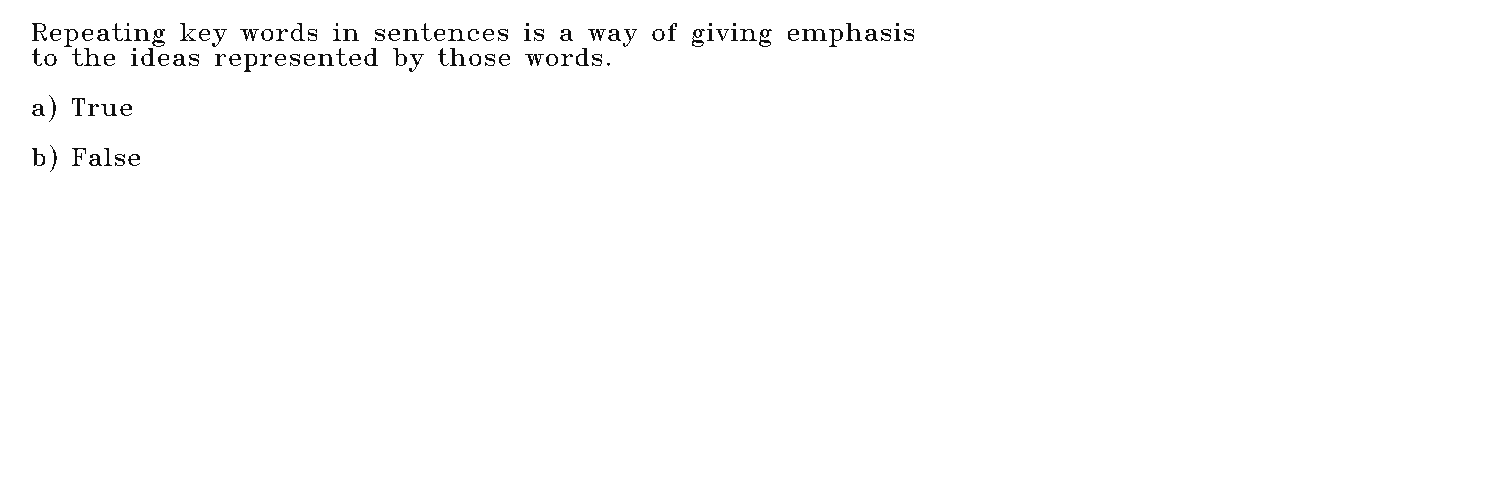 Repeating key words in sentences is a way of giving emphasis
to the ideas represented by those words.
a) True
b) False